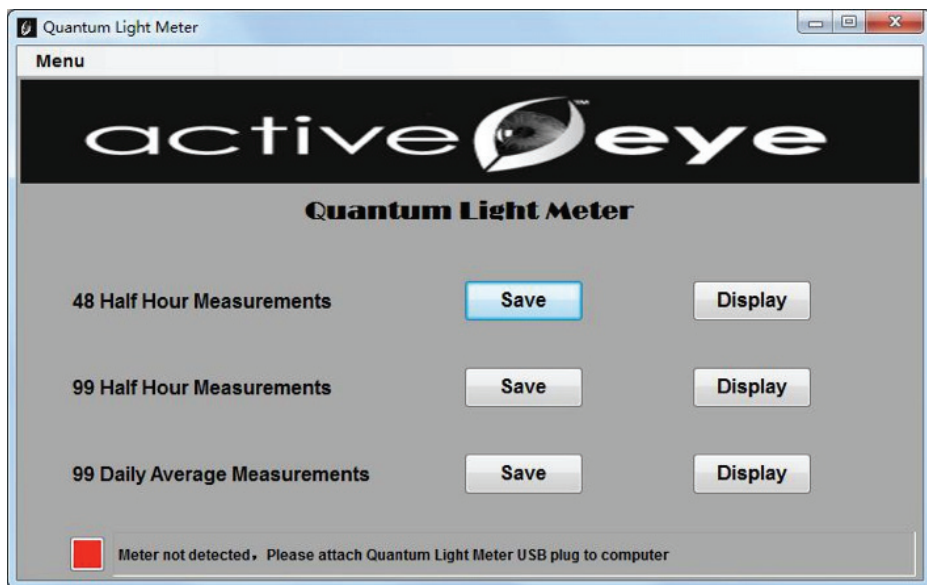 Quantum Light Meter
Menu
active eye™
Quantum Light Meter
48 Half Hour Measurements Save Display
99 Half Hour Measurements Save Display
99 Daily Average Measurements Save Display
Meter not detected，Please attach Quantum Light Meter USB plug to computer